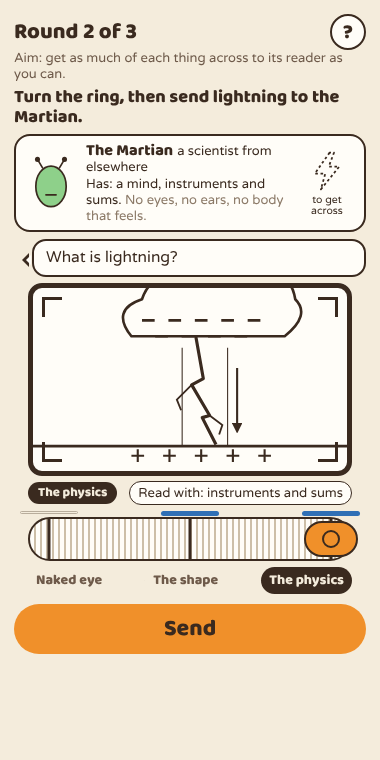 Round 2 of 3
?
Aim: get as much of each thing across to its reader as
you can.
Turn the ring, then send lightning to the
Martian.
The Martian a scientist from
elsewhere
Has: a mind, instruments and
sums. No eyes, no ears, no body
that feels.
to get
across
What is lightning?
The physics
Read with: instruments and sums
Naked eye
The shape
The physics
Send